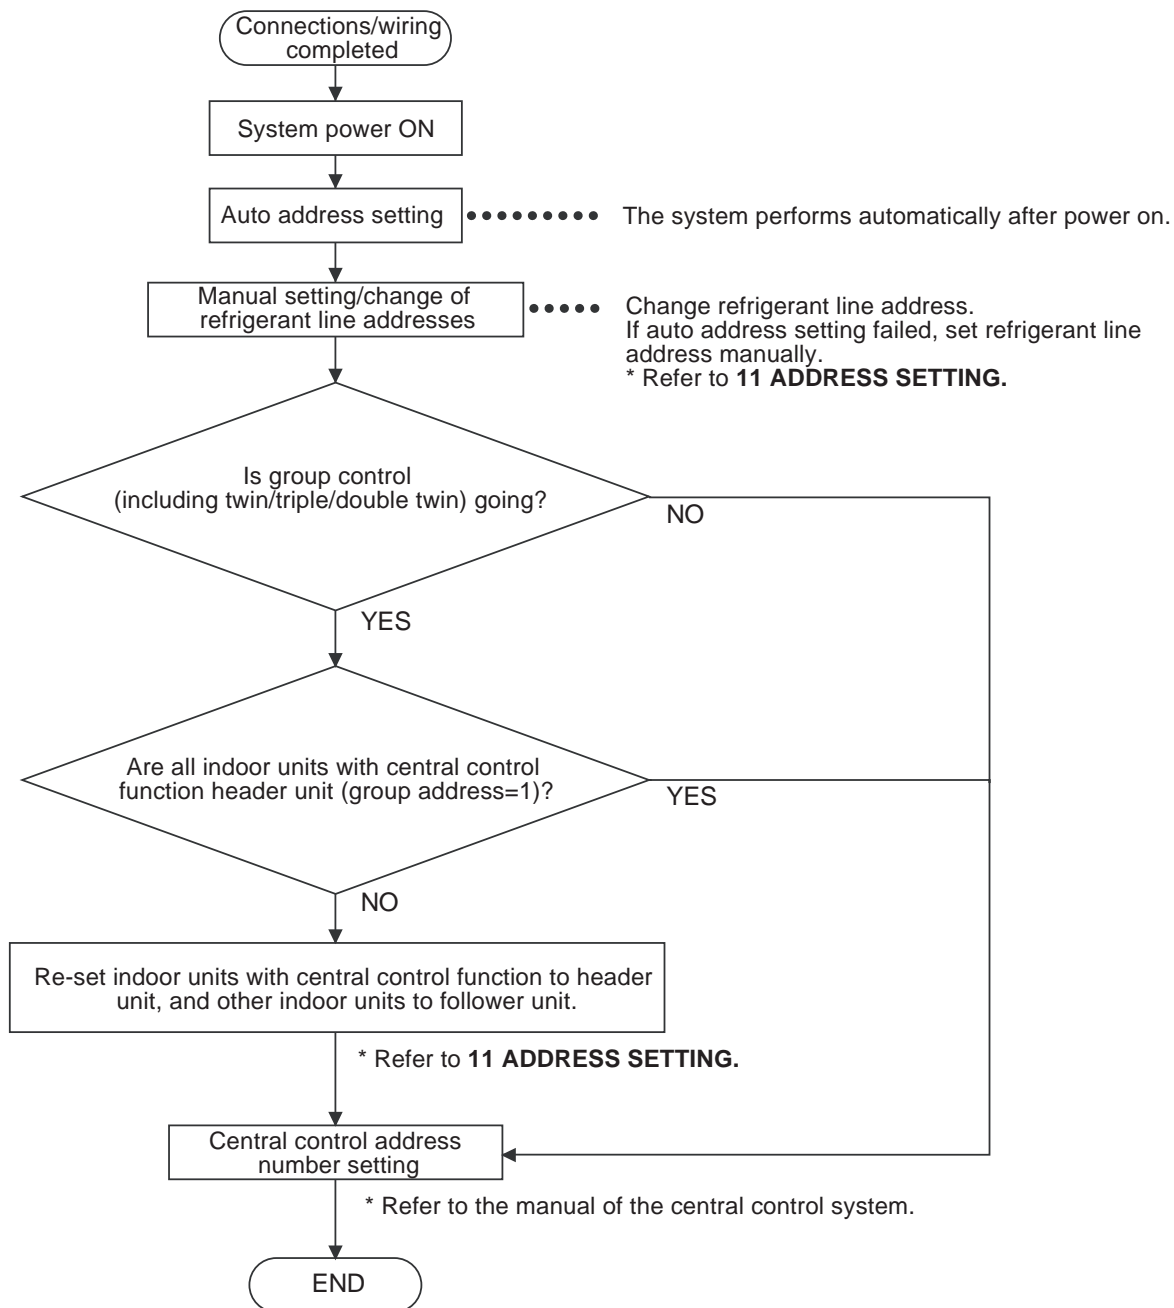 Connections/wiring
completed
System power ON
Auto address setting
The system performs automatically after power on.
Manual setting/change of
refrigerant line addresses
Change refrigerant line address.
If auto address setting failed, set refrigerant line
address manually.
* Refer to 11 ADDRESS SETTING.
Is group control
(including twin/triple/double twin) going?
NO
YES
Are all indoor units with central control
function header unit (group address=1)?
YES
NO
Re-set indoor units with central control function to header
unit, and other indoor units to follower unit.
* Refer to 11 ADDRESS SETTING.
Central control address
number setting
* Refer to the manual of the central control system.
END